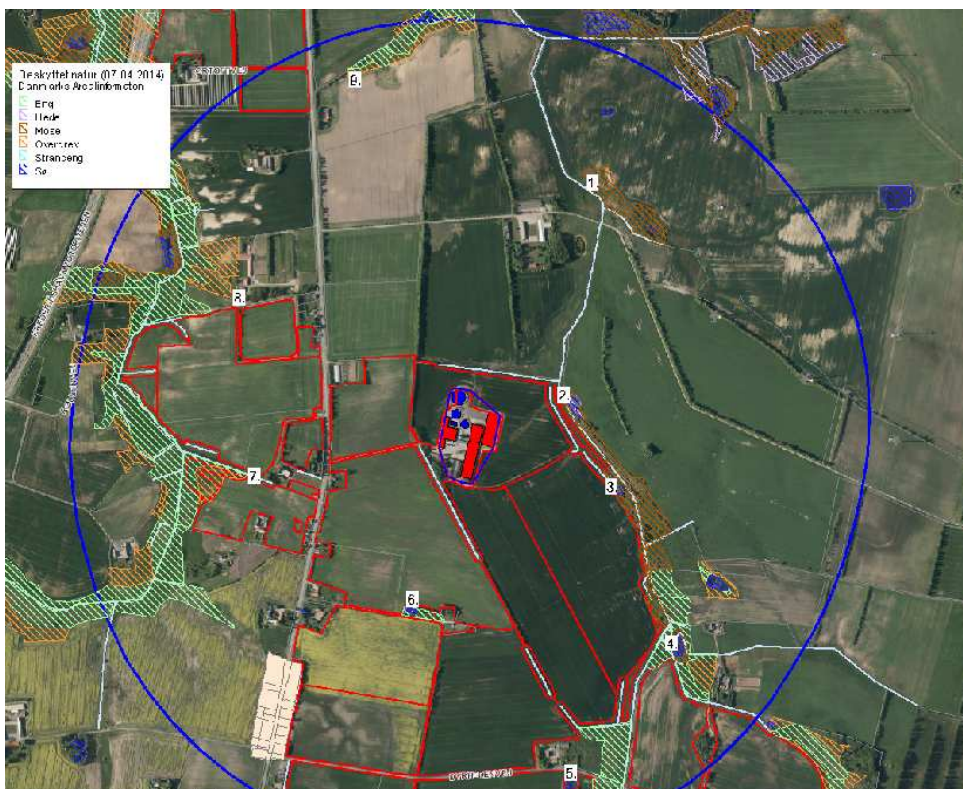 Beskyttet natur (07.04.2014)
Danmarks Arealinformation
Eng
Hede
Mose
Overdrev
Strandeng
Sø
9.
1.
8.
2.
7.
3.
6.
4.
5.